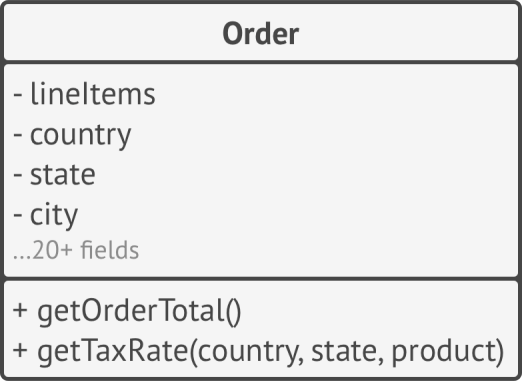 Order
- lineItems
- country
- state
- city
...20+ fields
+ getOrderTotal()
+ getTaxRate(country, state, product)